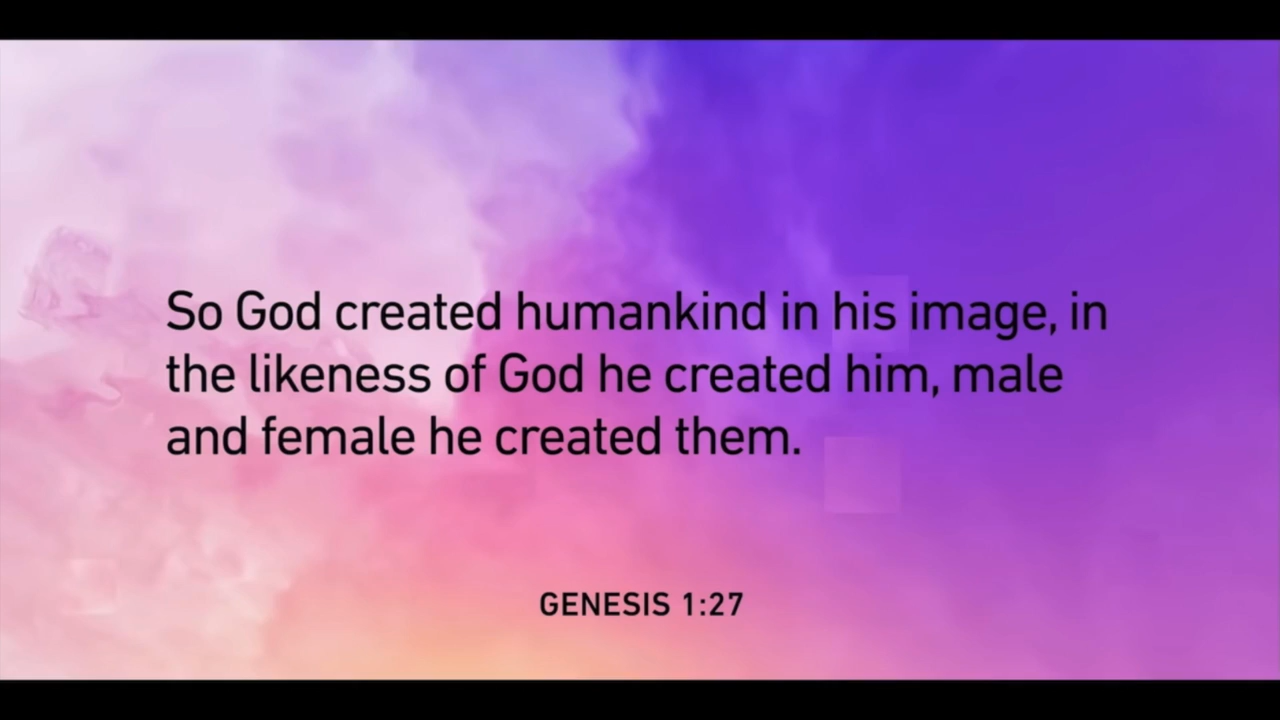 So God created humankind in his image, in
the likeness of God he created him, male
and female he created them.
GENESIS 1:27